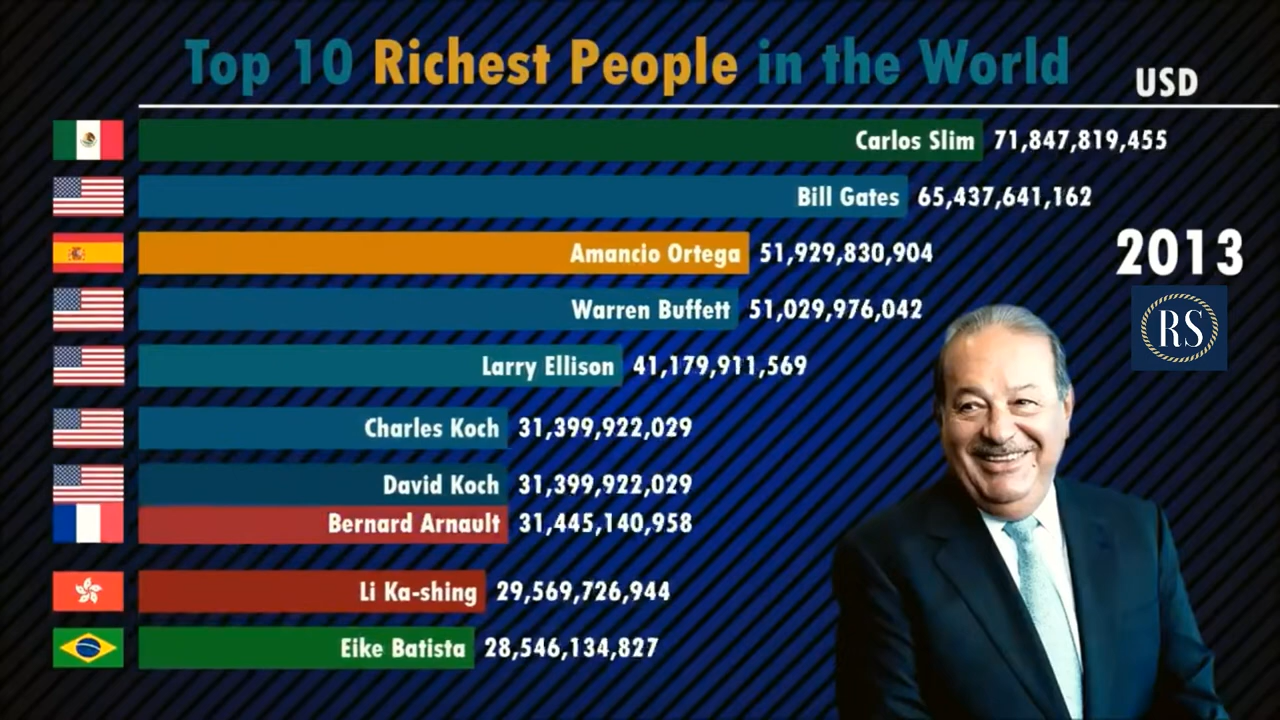 Top 10 Richest People in the World
USD
Carlos Slim 71,847,819,455
Bill Gates 65,437,641,162
Amancio Ortega 51,929,830,904
2013
Warren Buffett 51,029,976,042
RS
Larry Ellison 41,179,911,569
Charles Koch 31,399,922,029
David Koch 31,399,922,029
Bernard Arnault 31,445,140,958
Li Ka-shing 29,569,726,944
Eike Batista 28,546,134,827